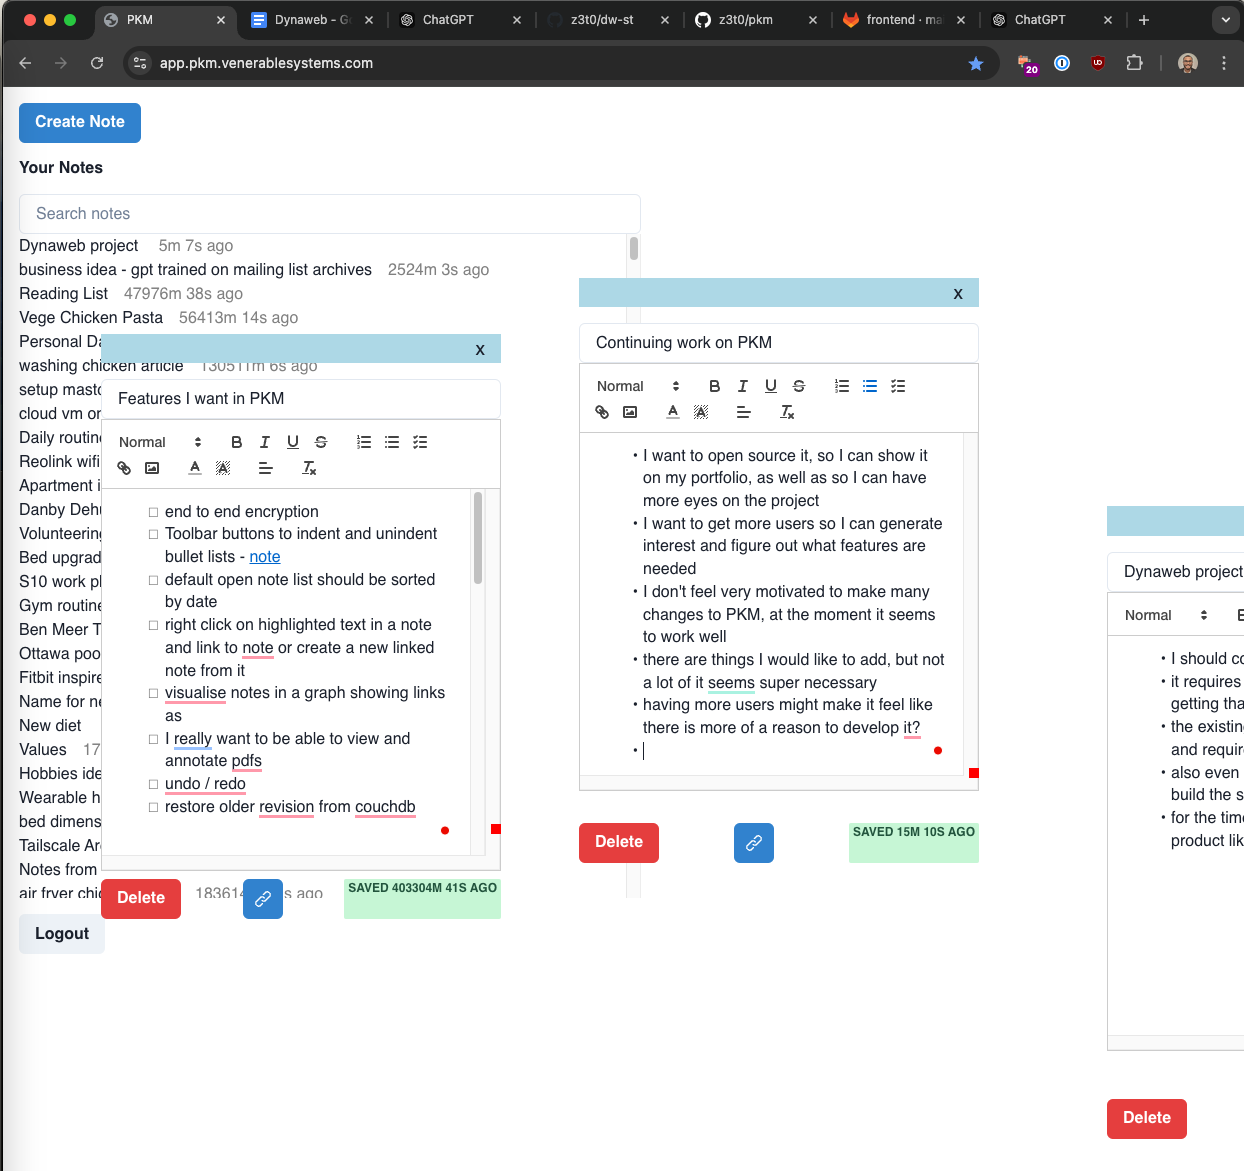 PKM
Dynaweb - G
ChatGPT
z3t0/dw-st
z3t0/pkm
frontend · ma
ChatGPT
app.pkm.venerablesystems.com
20
Create Note
Your Notes
Search notes
Dynaweb project 5m 7s ago
business idea - gpt trained on mailing list archives 2524m 3s ago
Reading List 47976m 38s ago
Vege Chicken Pasta 56413m 14s ago
Personal Da
washing chicken article 130511m 6s ago
setup masto
cloud vm or
Daily routine
Reolink wifi
Apartment i
Danby Dehu
Volunteering
Bed upgrad
S10 work pl
Gym routine
Ben Meer T
Ottawa poo
Fitbit inspire
Name for ne
New diet
Values 17
Hobbies ide
Wearable h
bed dimens
Tailscale Ar
Notes from
air fryer chic 183614 s ago
Logout
X
Features I want in PKM
Normal
B I U S
A A
end to end encryption
Toolbar buttons to indent and unindent
bullet lists - note
default open note list should be sorted
by date
right click on highlighted text in a note
and link to note or create a new linked
note from it
visualise notes in a graph showing links
as
I really want to be able to view and
annotate pdfs
undo / redo
restore older revision from couchdb
Delete
SAVED 403304M 41S AGO
X
Continuing work on PKM
Normal
B I U S
A A
• I want to open source it, so I can show it
on my portfolio, as well as so I can have
more eyes on the project
• I want to get more users so I can generate
interest and figure out what features are
needed
• I don't feel very motivated to make many
changes to PKM, at the moment it seems
to work well
• there are things I would like to add, but not
a lot of it seems super necessary
• having more users might make it feel like
there is more of a reason to develop it?
•
Delete
SAVED 15M 10S AGO
Dynaweb project
Normal
• I should co
• it requires
getting tha
• the existing
and require
• also even
build the s
• for the time
product lik
Delete